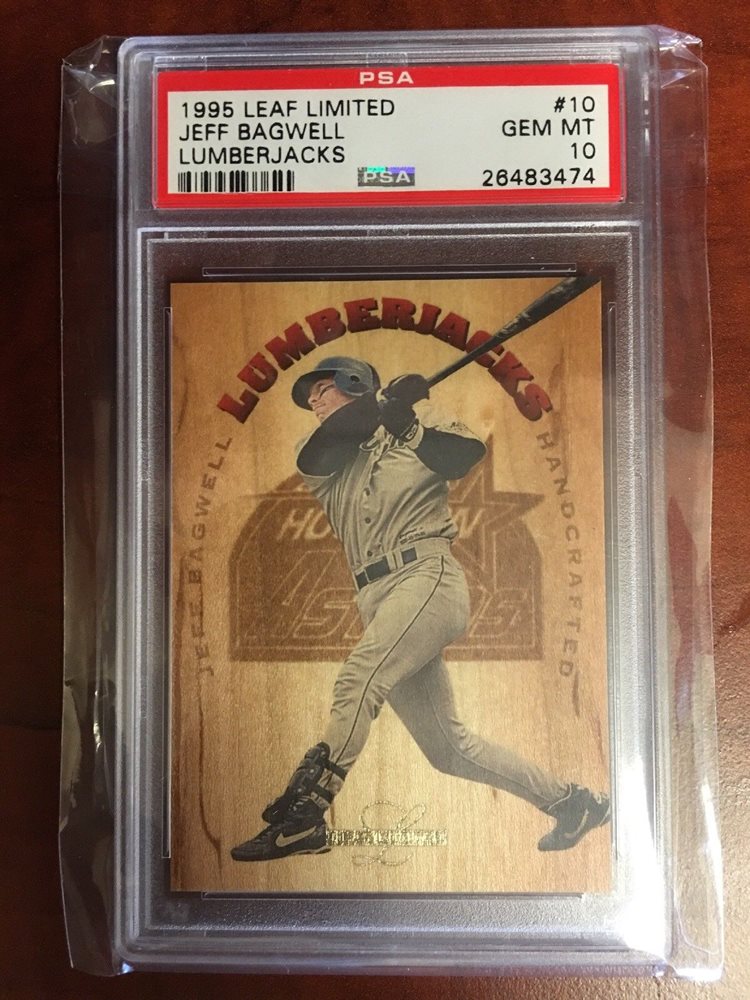 PSA
1995 LEAF LIMITED #10
JEFF BAGWELL GEM MT
LUMBERJACKS 10
PSA 26483474
LUMBERJACKS
JEFF BAGWELL
HANDCRAFTED